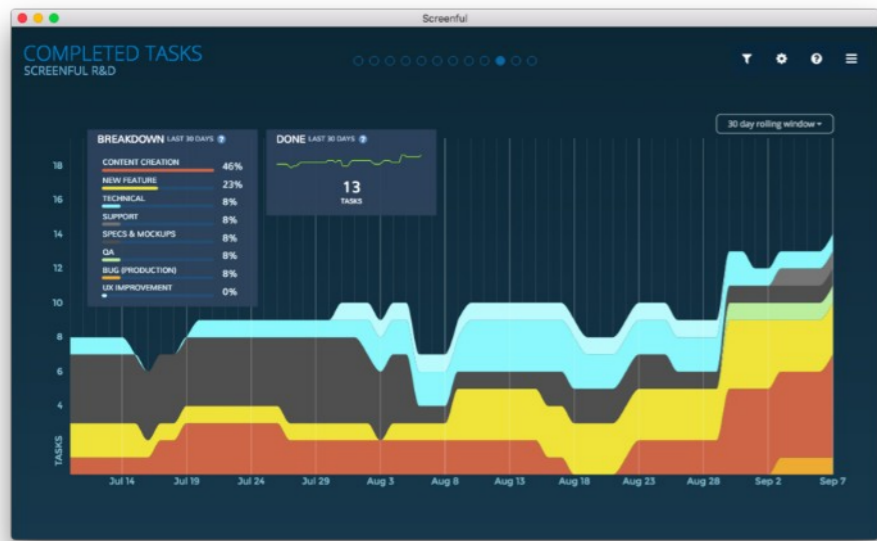 Screenful
COMPLETED TASKS
SCREENFUL R&D
30 day rolling window
BREAKDOWN LAST 30 DAYS ?
CONTENT CREATION 46%
NEW FEATURE 23%
TECHNICAL 8%
SUPPORT 8%
SPECS & MOCKUPS 8%
QA 8%
BUG (PRODUCTION) 8%
UX IMPROVEMENT 0%
DONE LAST 30 DAYS ?
13
TASKS
18
16
14
12
10
8
6
4
TASKS
Jul 14 Jul 19 Jul 24 Jul 29 Aug 3 Aug 8 Aug 13 Aug 18 Aug 23 Aug 28 Sep 2 Sep 7